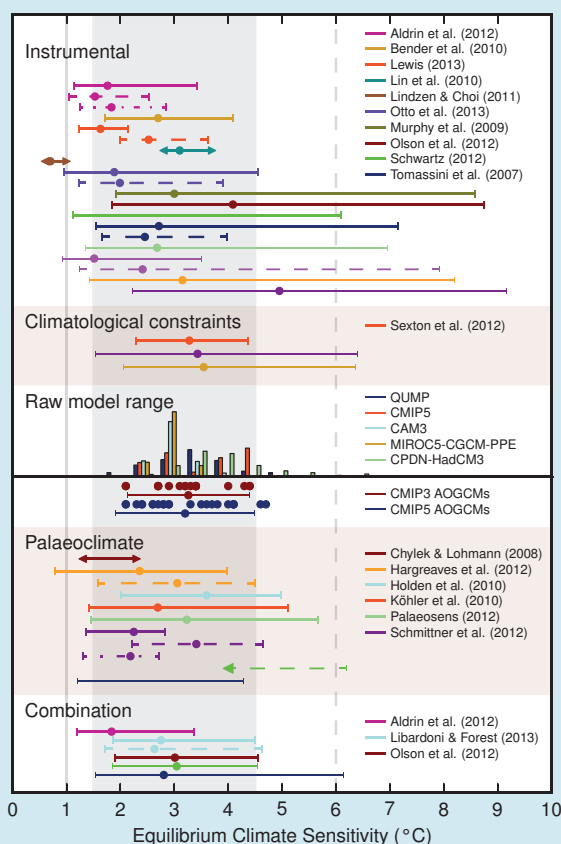 Instrumental
Aldrin et al. (2012)
Bender et al. (2010)
Lewis (2013)
Lin et al. (2010)
Lindzen & Choi (2011)
Otto et al. (2013)
Murphy et al. (2009)
Olson et al. (2012)
Schwartz (2012)
Tomassini et al. (2007)
Climatological constraints
Sexton et al. (2012)
Raw model range
QUMP
CMIP5
CAM3
MIROC5-CGCM-PPE
CPDN-HadCM3
CMIP3 AOGCMs
CMIP5 AOGCMs
Palaeoclimate
Chylek & Lohmann (2008)
Hargreaves et al. (2012)
Holden et al. (2010)
Köhler et al. (2010)
Palaeosens (2012)
Schmittner et al. (2012)
Combination
Aldrin et al. (2012)
Libardoni & Forest (2013)
Olson et al. (2012)
0 1 2 3 4 5 6 7 8 9 10
Equilibrium Climate Sensitivity (°C)